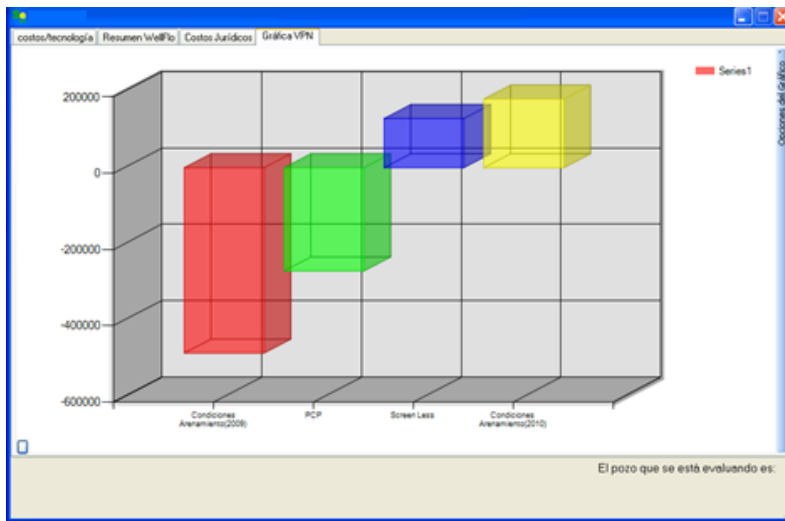 costos/tecnología Resumen WellFlo Costos Jurídicos Gráfica VPN
Series1
Opciones del Gráfico
200000
0
-200000
-400000
-600000
Condiciones
Arenamiento(2009)
PCP
Screen Less
Condiciones
Arenamiento(2010)
El pozo que se está evaluando es: